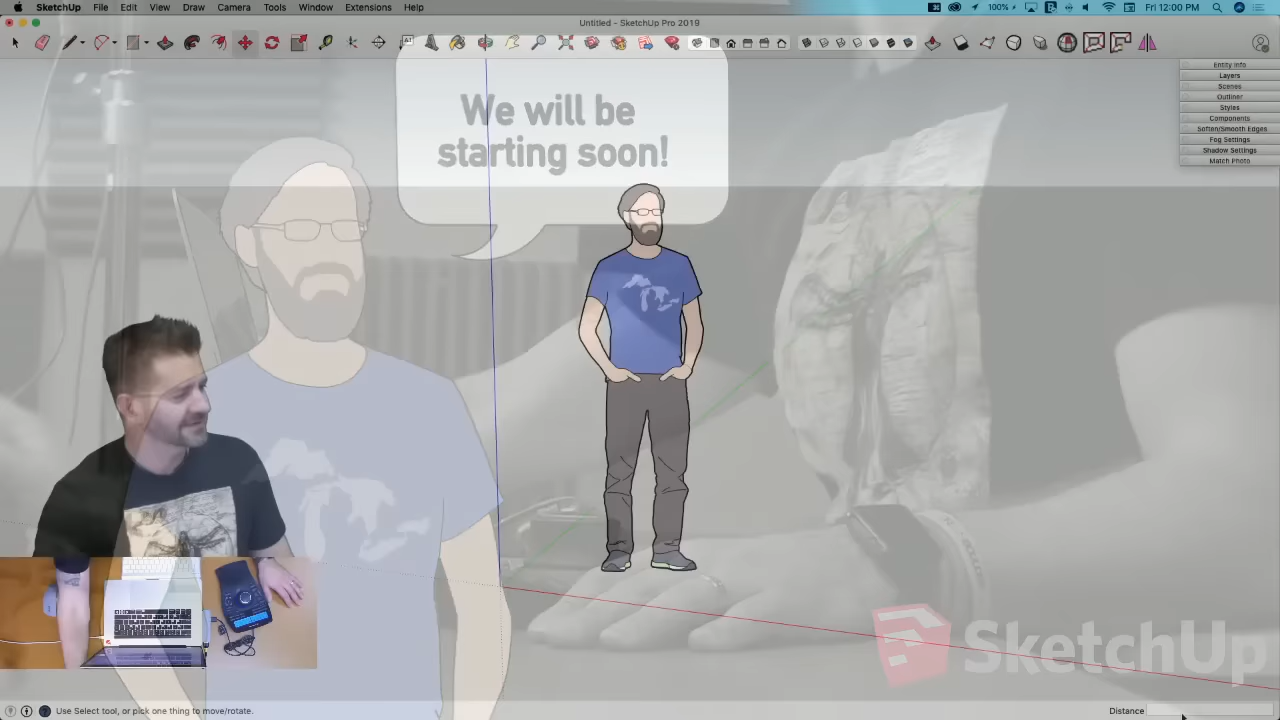 SketchUp File Edit View Draw Camera Tools Window Extensions Help
100% Fri 12:00 PM
Untitled - SketchUp Pro 2019
Entity Info
Layers
Scenes
Outliner
Styles
Components
Soften/Smooth Edges
Fog Settings
Shadow Settings
Match Photo
We will be
starting soon!
SketchUp
Use Select tool, or pick one thing to move/rotate.
Distance